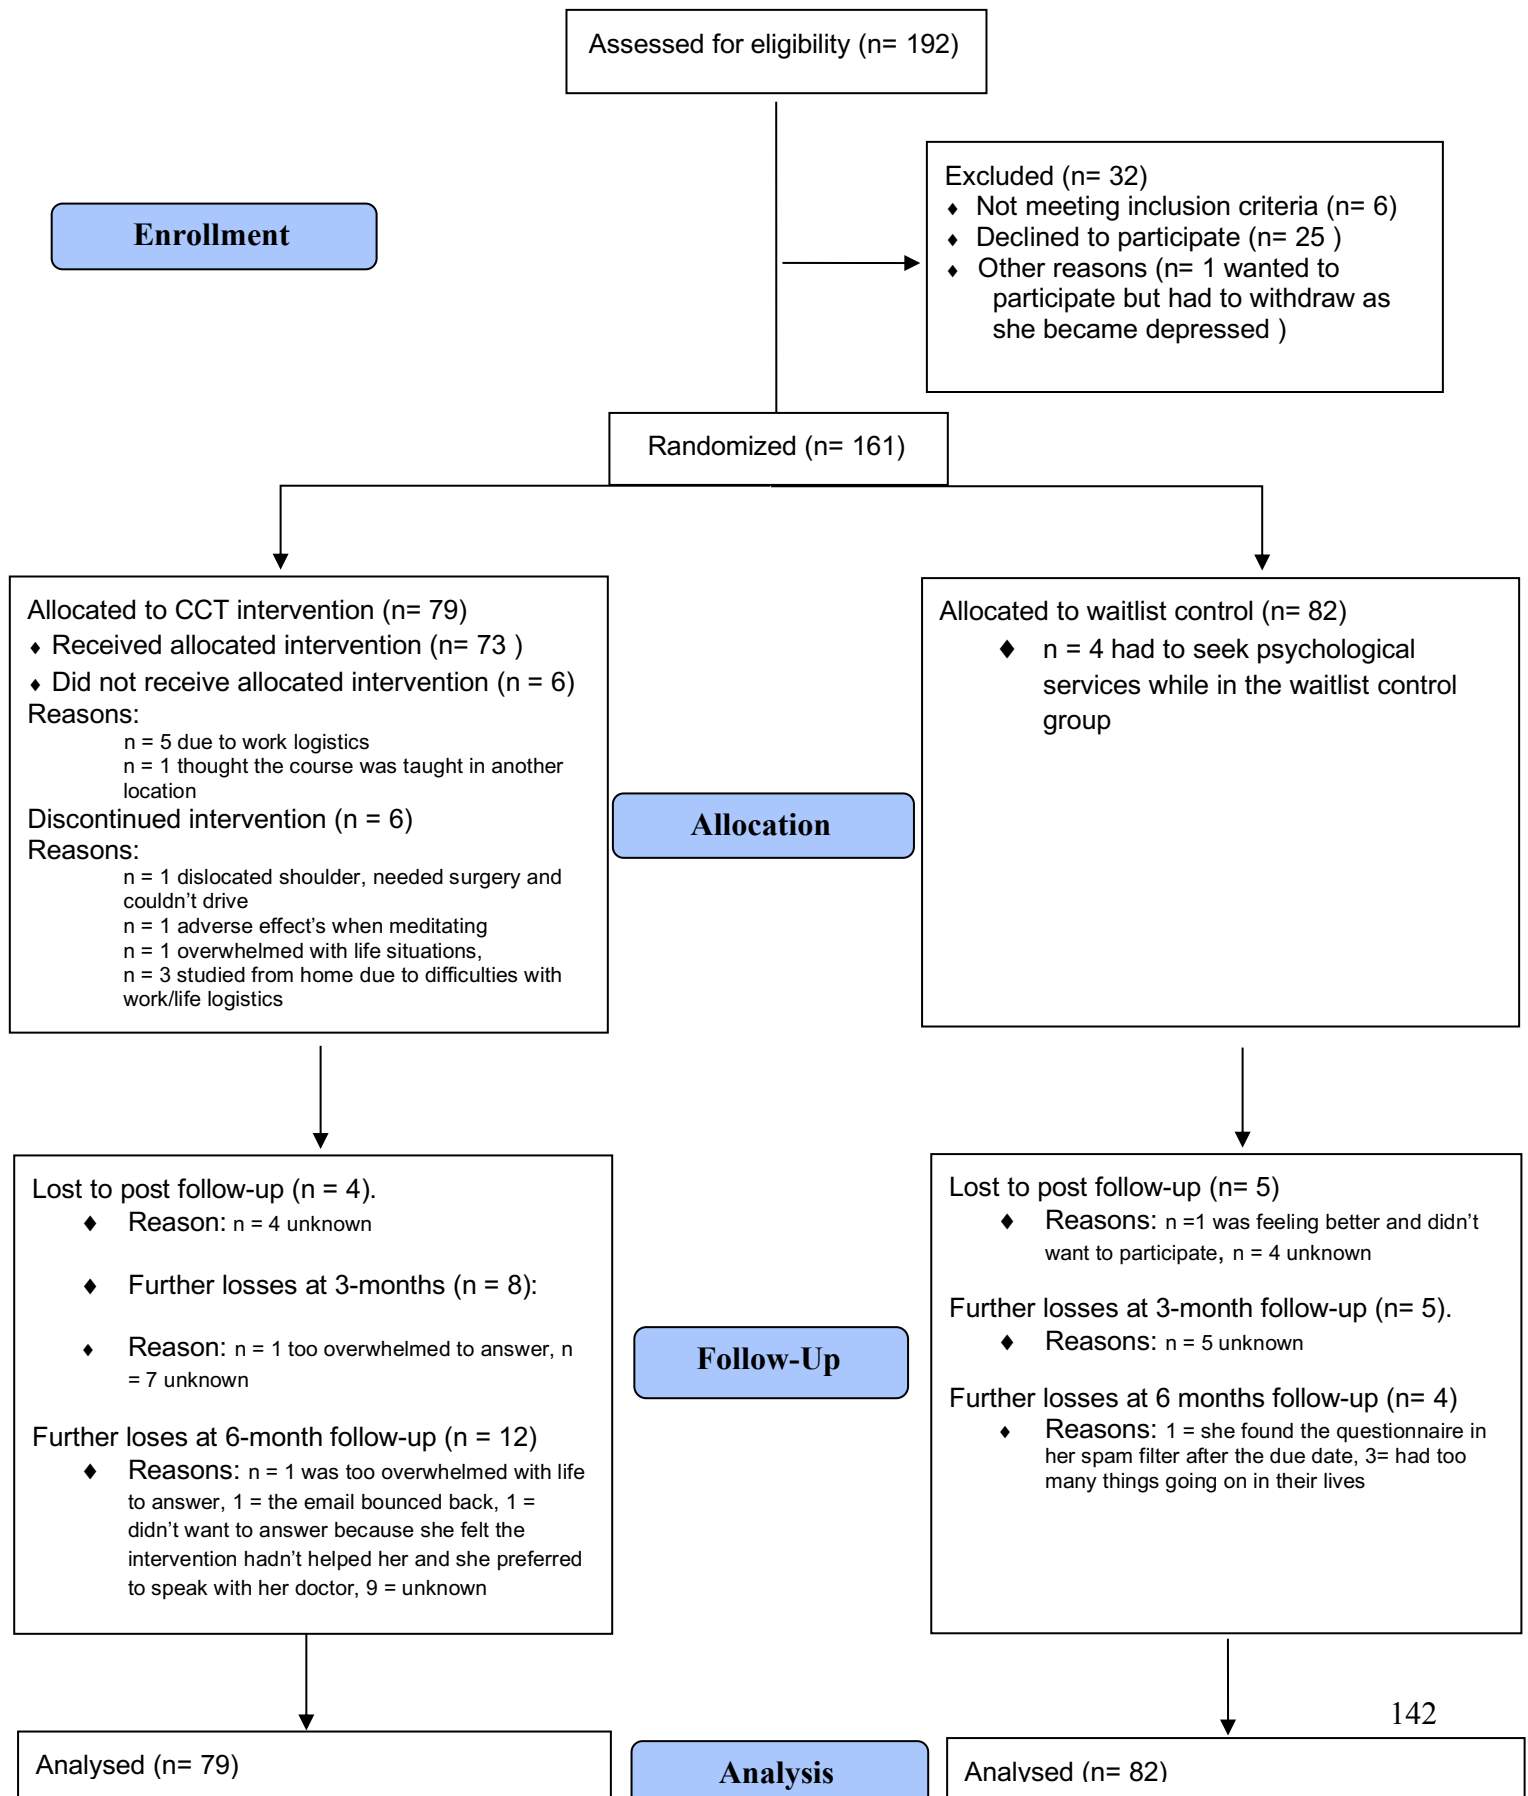 Assessed for eligibility (n= 192)
Excluded (n= 32)
⬧ Not meeting inclusion criteria (n= 6)
⬧ Declined to participate (n= 25 )
⬧ Other reasons (n= 1 wanted to
participate but had to withdraw as
she became depressed )
Enrollment
Randomized (n= 161)
Allocated to CCT intervention (n= 79)
⬧ Received allocated intervention (n= 73 )
⬧ Did not receive allocated intervention (n = 6)
Reasons:
n = 5 due to work logistics
n = 1 thought the course was taught in another
location
Discontinued intervention (n = 6)
Reasons:
n = 1 dislocated shoulder, needed surgery and
couldn’t drive
n = 1 adverse effect’s when meditating
n = 1 overwhelmed with life situations,
n = 3 studied from home due to difficulties with
work/life logistics
Allocated to waitlist control (n= 82)
⬧ n = 4 had to seek psychological
services while in the waitlist control
group
Allocation
Lost to post follow-up (n = 4).
⬧ Reason: n = 4 unknown
⬧ Further losses at 3-months (n = 8):
⬧ Reason: n = 1 too overwhelmed to answer, n
= 7 unknown
Further loses at 6-month follow-up (n = 12)
⬧ Reasons: n = 1 was too overwhelmed with life
to answer, 1 = the email bounced back, 1 =
didn’t want to answer because she felt the
intervention hadn’t helped her and she preferred
to speak with her doctor, 9 = unknown
Follow-Up
Lost to post follow-up (n= 5)
⬧ Reasons: n =1 was feeling better and didn’t
want to participate, n = 4 unknown
Further losses at 3-month follow-up (n= 5).
⬧ Reasons: n = 5 unknown
Further losses at 6 months follow-up (n= 4)
⬧ Reasons: 1 = she found the questionnaire in
her spam filter after the due date, 3= had too
many things going on in their lives
142
Analysed (n= 79)
Analysis
Analysed (n= 82)